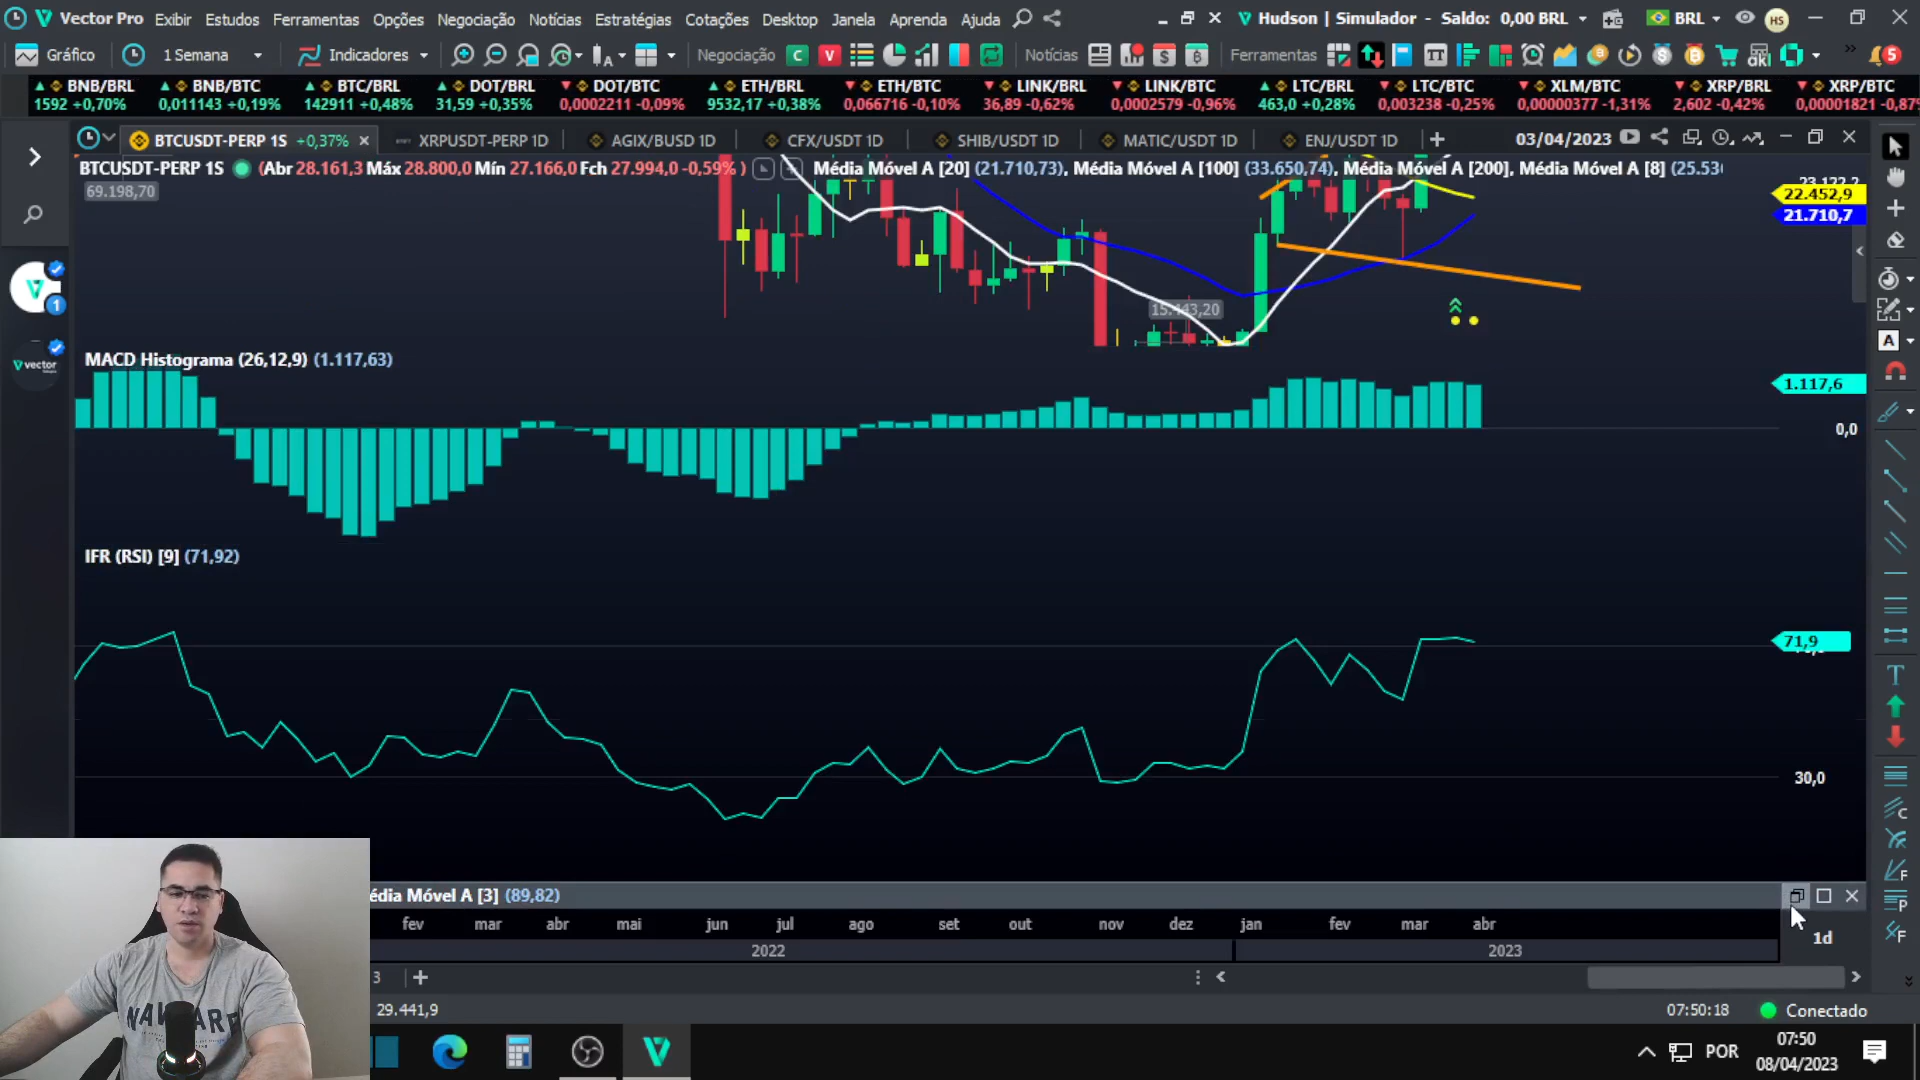 Vector Pro Exibir Estudos Ferramentas Opções Negociação Notícias Estratégias Cotações Desktop Janela Aprenda Ajuda Hudson | Simulador - Saldo: 0,00 BRL BRL HS
Gráfico 1 Semana Indicadores A Negociação C V Notícias Ferramentas 5
BNB/BRL BNB/BTC BTC/BRL DOT/BRL DOT/BTC ETH/BRL ETH/BTC LINK/BRL LINK/BTC LTC/BRL LTC/BTC XLM/BTC XRP/BRL XRP/BTC
1592 +0,70% 0,011143 +0,19% 142911 +0,48% 31,59 +0,35% 0,0002211 -0,09% 9532,17 +0,38% 0,066716 -0,10% 36,89 -0,62% 0,0002579 -0,96% 463,0 +0,28% 0,003238 -0,25% 0,00000377 -1,31% 2,602 -0,42% 0,00001821 -0,87%
BTCUSDT-PERP 1S +0,37% XRPUSDT-PERP 1D AGIX/BUSD 1D CFX/USDT 1D SHIB/USDT 1D MATIC/USDT 1D ENJ/USDT 1D 03/04/2023
BTCUSDT-PERP 1S (Abr 28.161,3 Máx 28.800,0 Mín 27.166,0 Fch 27.994,0 -0,59% ) Média Móvel A [20] (21.710,73), Média Móvel A [100] (33.650,74), Média Móvel A [200], Média Móvel A [8] (25.53
69.198,70
22.452,9
21.710,7
1
15.443,20
A
MACD Histograma (26,12,9) (1.117,63)
vector
1.117,6
0,0
IFR (RSI) [9] (71,92)
71,9
T
30,0
C
F
édia Móvel A [3] (89,82)
P
fev mar abr mai jun jul ago set out nov dez jan fev mar abr
F
1d
2022 2023
3
29.441,9 07:50:18 Conectado
07:50
POR
08/04/2023